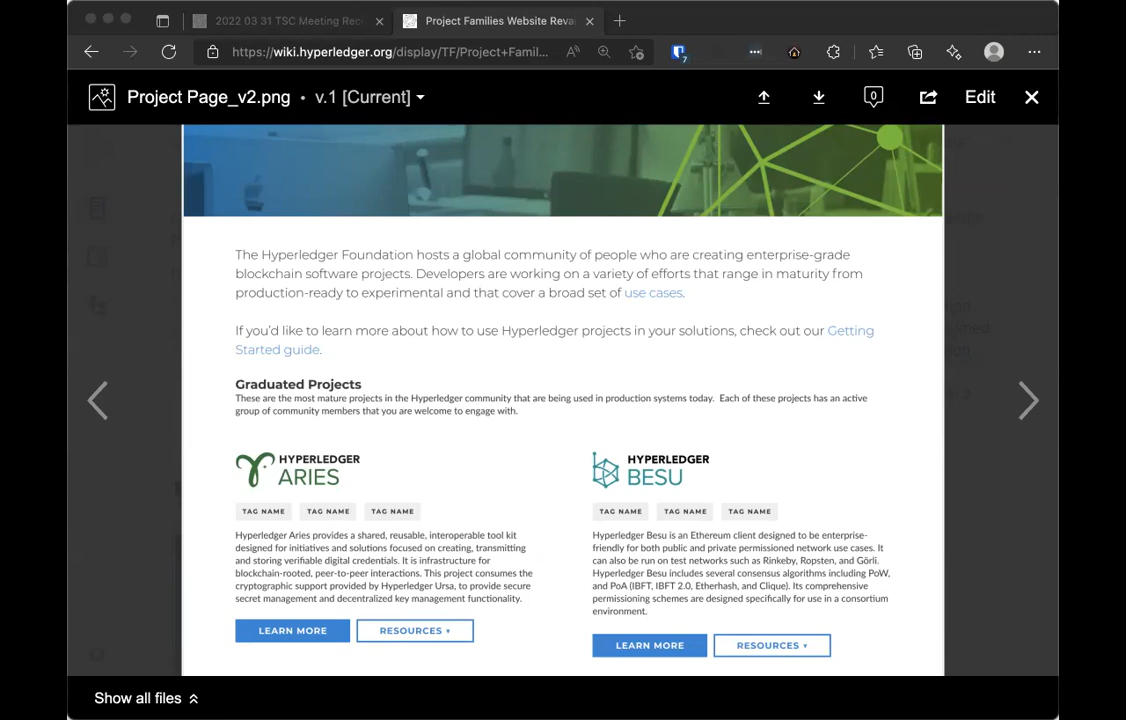 2022 03 31 TSC Meeting Rec
Project Families Website Reva
https://wiki.hyperledger.org/display/TF/Project+Famil...
7
Project Page_v2.png • v.1 [Current]
0
Edit
The Hyperledger Foundation hosts a global community of people who are creating enterprise-grade
blockchain software projects. Developers are working on a variety of efforts that range in maturity from
production-ready to experimental and that cover a broad set of use cases.
If you'd like to learn more about how to use Hyperledger projects in your solutions, check out our Getting
Started guide.
Graduated Projects
These are the most mature projects in the Hyperledger community that are being used in production systems today. Each of these projects has an active
group of community members that you are welcome to engage with.
HYPERLEDGER
ARIES
TAG NAME TAG NAME TAG NAME
Hyperledger Aries provides a shared, reusable, interoperable tool kit
designed for initiatives and solutions focused on creating, transmitting
and storing verifiable digital credentials. It is infrastructure for
blockchain-rooted, peer-to-peer interactions. This project consumes the
cryptographic support provided by Hyperledger Ursa, to provide secure
secret management and decentralized key management functionality.
LEARN MORE RESOURCES
HYPERLEDGER
BESU
TAG NAME TAG NAME TAG NAME
Hyperledger Besu is an Ethereum client designed to be enterprise-
friendly for both public and private permissioned network use cases. It
can also be run on test networks such as Rinkeby, Ropsten, and Görli.
Hyperledger Besu includes several consensus algorithms including PoW,
and PoA (IBFT, IBFT 2.0, Etherhash, and Clique). Its comprehensive
permissioning schemes are designed specifically for use in a consortium
environment.
LEARN MORE RESOURCES
Show all files